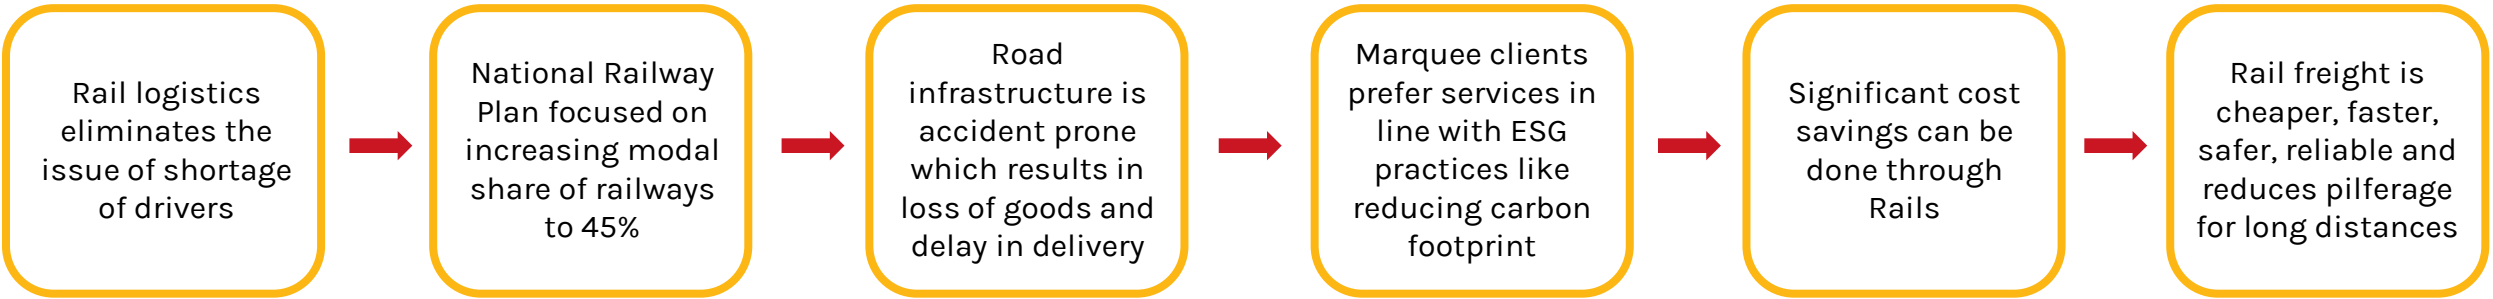 Rail logistics
eliminates the
issue of shortage
of drivers
National Railway
Plan focused on
increasing modal
share of railways
to 45%
Road
infrastructure is
accident prone
which results in
loss of goods and
delay in delivery
Marquee clients
prefer services in
line with ESG
practices like
reducing carbon
footprint
Significant cost
savings can be
done through
Rails
Rail freight is
cheaper, faster,
safer, reliable and
reduces pilferage
for long distances